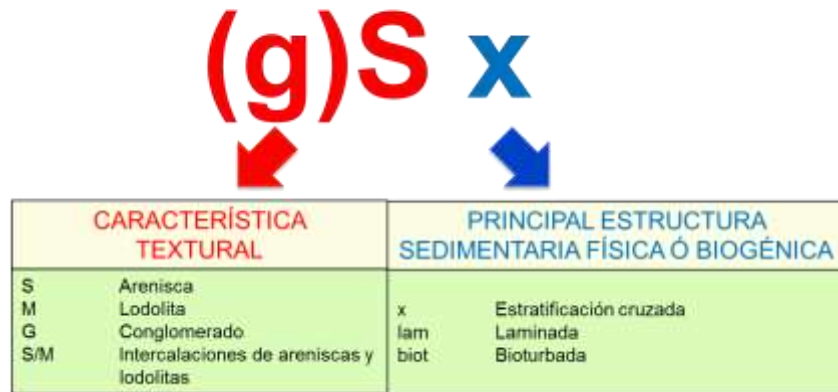 (g)S x
CARACTERÍSTICA
TEXTURAL
PRINCIPAL ESTRUCTURA
SEDIMENTARIA FÍSICA Ó BIOGÉNICA
S Arenisca
M Lodolita
G Conglomerado
S/M Intercalaciones de areniscas y
lodolitas
x Estratificación cruzada
lam Laminada
biot Bioturbada